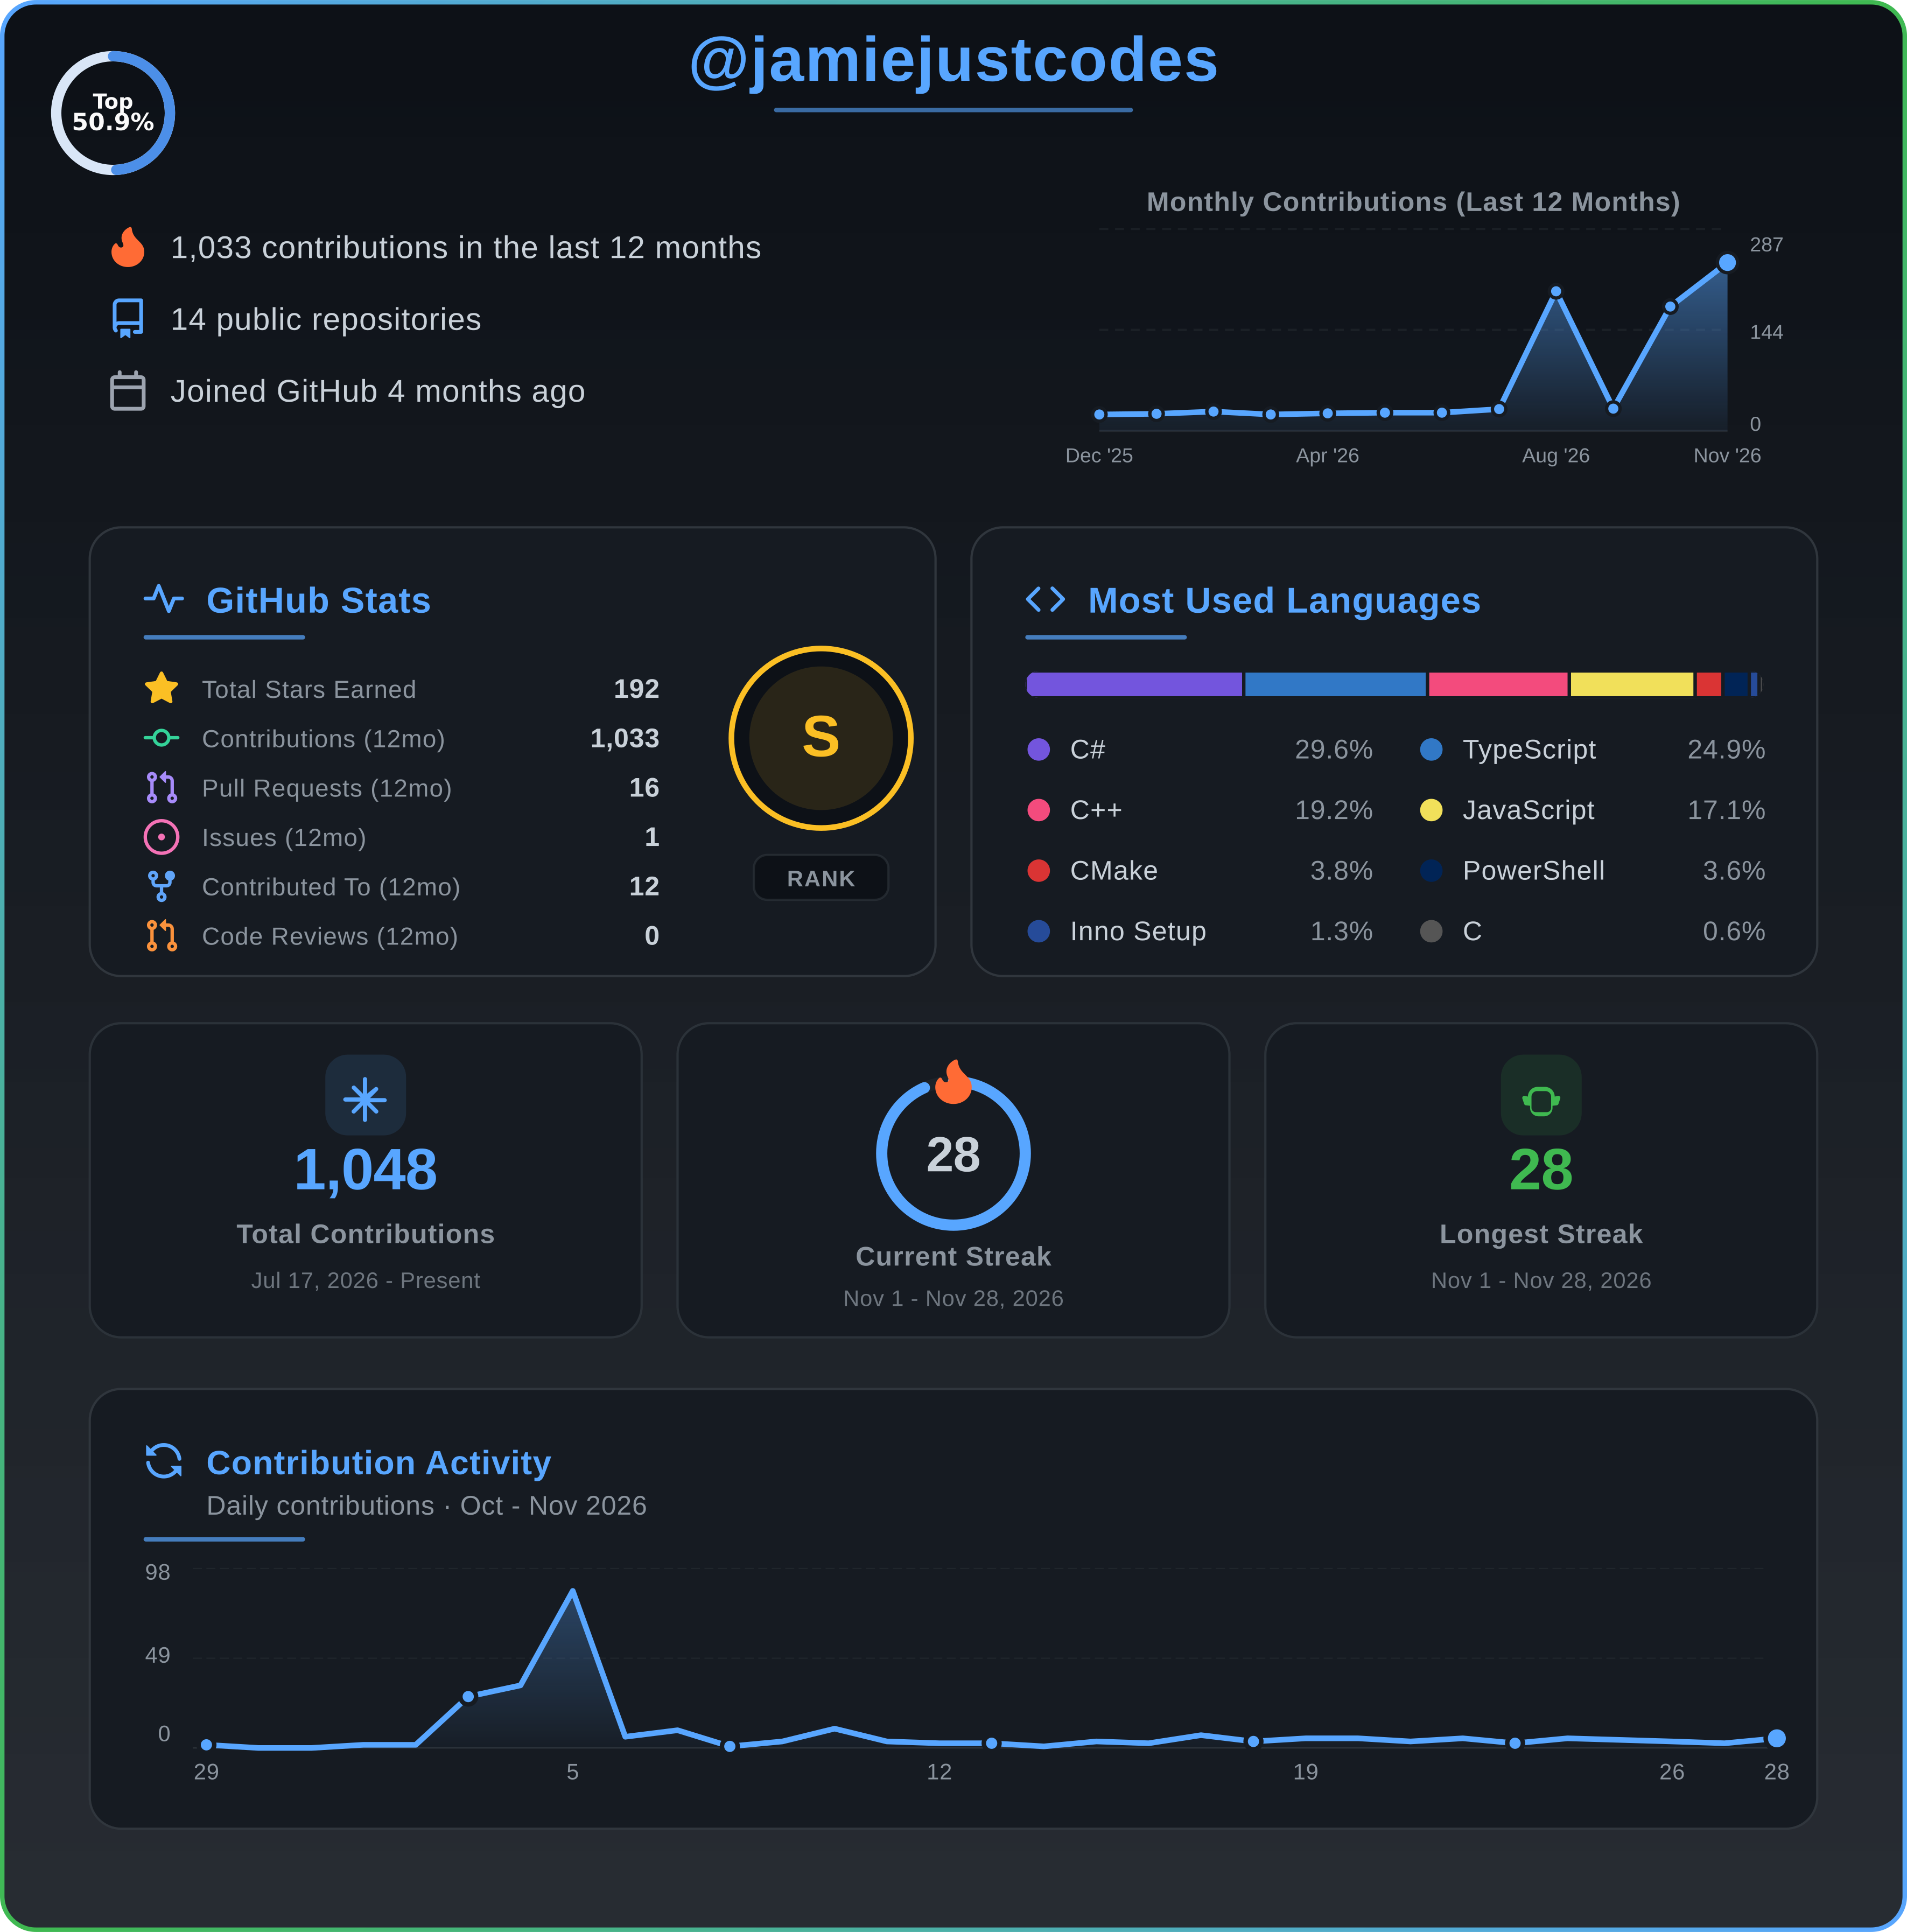 @jamiejustcodes
Top
50.9%
1,033 contributions in the last 12 months
14 public repositories
Joined GitHub 4 months ago
Monthly Contributions (Last 12 Months)
287
144
0
Dec '25 Apr '26 Aug '26 Nov '26
GitHub Stats
Total Stars Earned 192
Contributions (12mo) 1,033
Pull Requests (12mo) 16
Issues (12mo) 1
Contributed To (12mo) 12
Code Reviews (12mo) 0
S
RANK
Most Used Languages
C# 29.6% TypeScript 24.9%
C++ 19.2% JavaScript 17.1%
CMake 3.8% PowerShell 3.6%
Inno Setup 1.3% C 0.6%
1,048
Total Contributions
Jul 17, 2026 - Present
28
Current Streak
Nov 1 - Nov 28, 2026
28
Longest Streak
Nov 1 - Nov 28, 2026
Contribution Activity
Daily contributions · Oct - Nov 2026
98
49
0
29 5 12 19 26 28